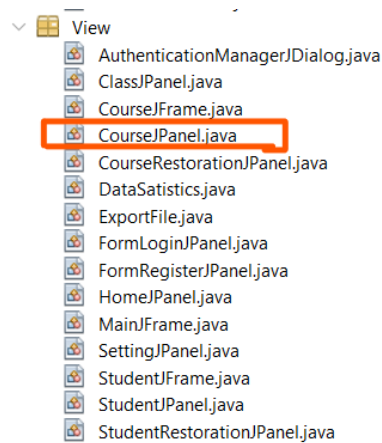 View
AuthenticationManagerJDialog.java
ClassJPanel.java
CourseJFrame.java
CourseJPanel.java
CourseRestorationJPanel.java
DataSatistics.java
ExportFile.java
FormLoginJPanel.java
FormRegisterJPanel.java
HomeJPanel.java
MainJFrame.java
SettingJPanel.java
StudentJFrame.java
StudentJPanel.java
StudentRestorationJPanel.java